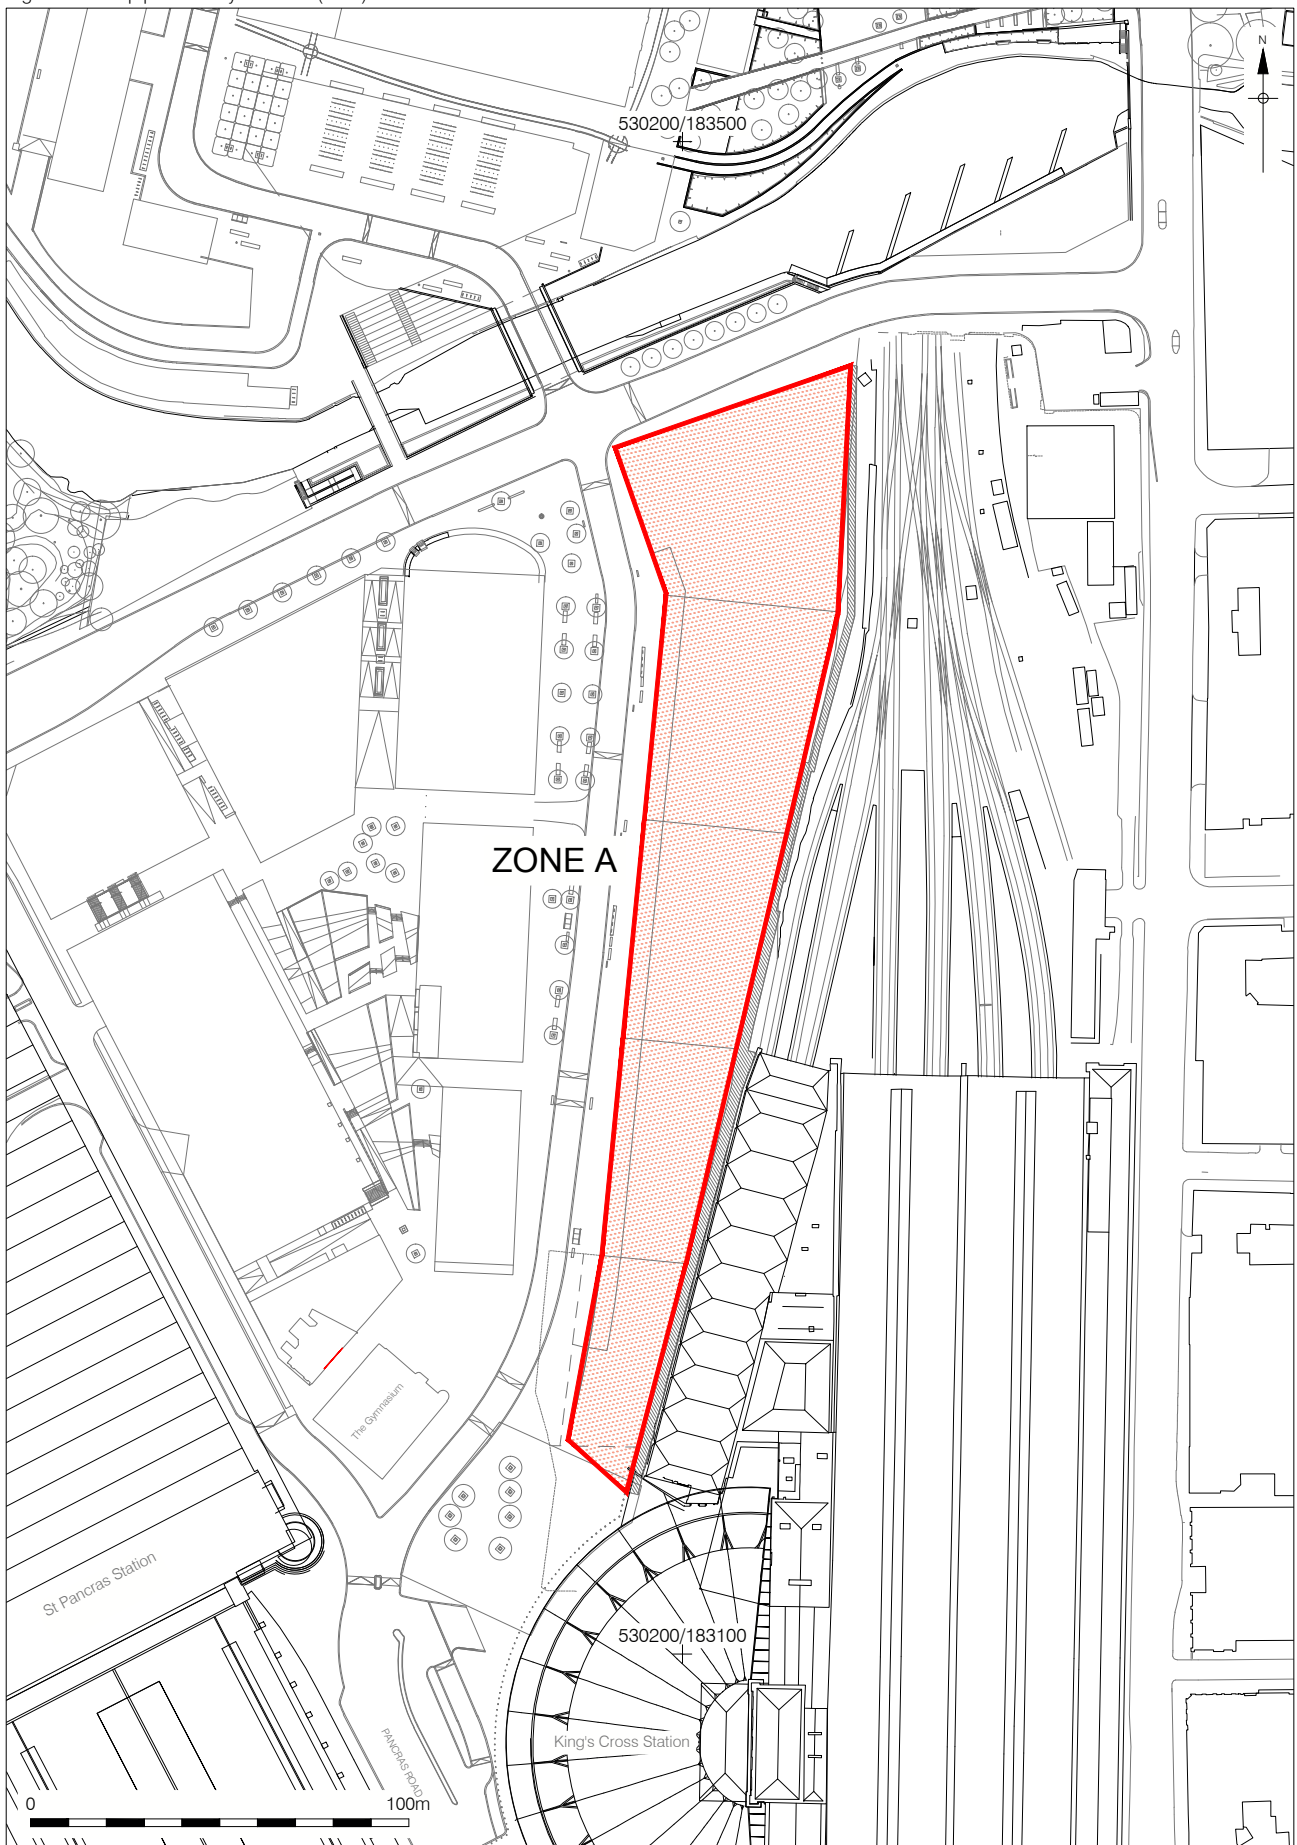 N
530200/183500
ZONE A
The Gymnasium
St Pancras Station
530200/183100
King's Cross Station
PANCRAS ROAD
0 100m